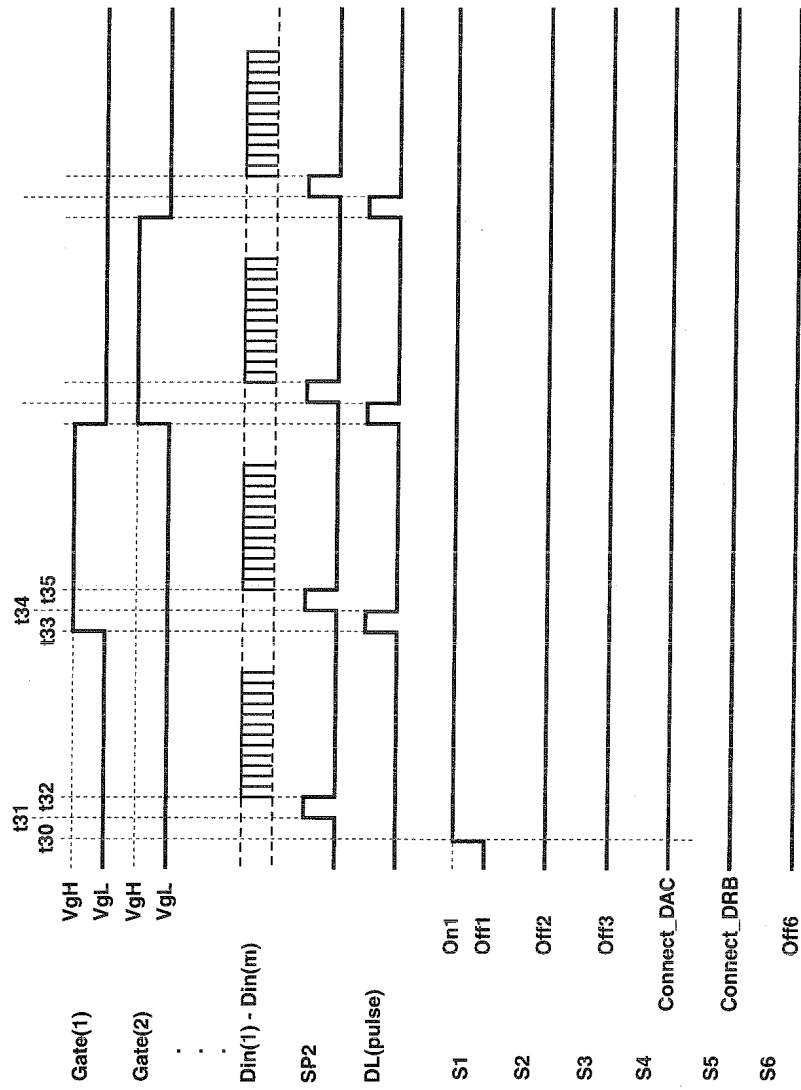 t31 t34
t30 t32 t33 t35
Gate(1) VgH
VgL
Gate(2) VgH
VgL
. . .
Din(1) - Din(m)
SP2
DL(pulse)
S1 On1
Off1
S2 Off2
S3 Off3
S4 Connect_DAC
S5 Connect_DRB
S6 Off6